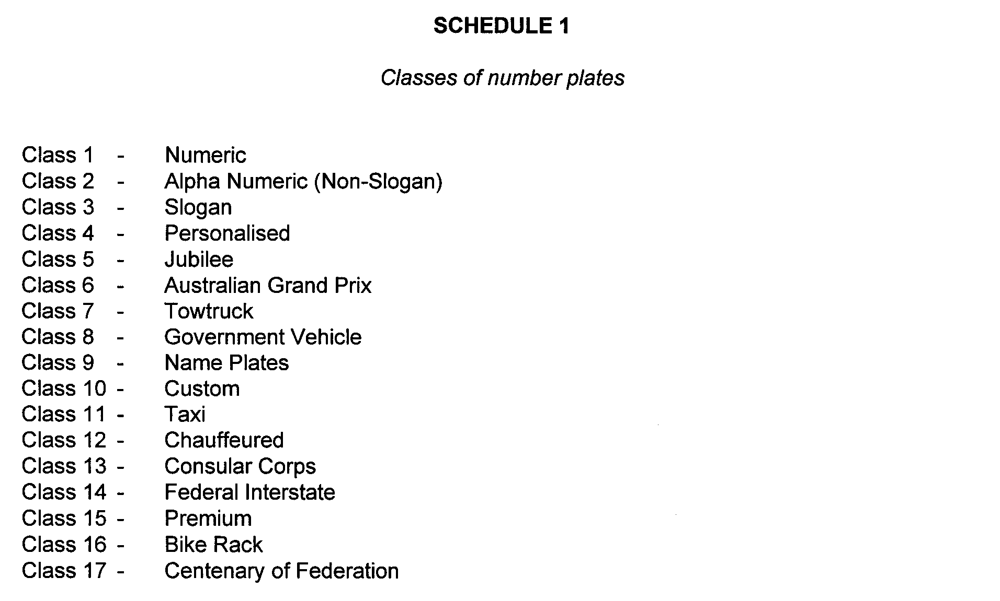 SCHEDULE 1
Classes of number plates
Class 1 - Numeric
Class 2 - Alpha Numeric (Non-Slogan)
Class 3 - Slogan
Class 4 - Personalised
Class 5 - Jubilee
Class 6 - Australian Grand Prix
Class 7 - Towtruck
Class 8 - Government Vehicle
Class 9 - Name Plates
Class 10 - Custom
Class 11 - Taxi
Class 12 - Chauffeured
Class 13 - Consular Corps
Class 14 - Federal Interstate
Class 15 - Premium
Class 16 - Bike Rack
Class 17 - Centenary of Federation